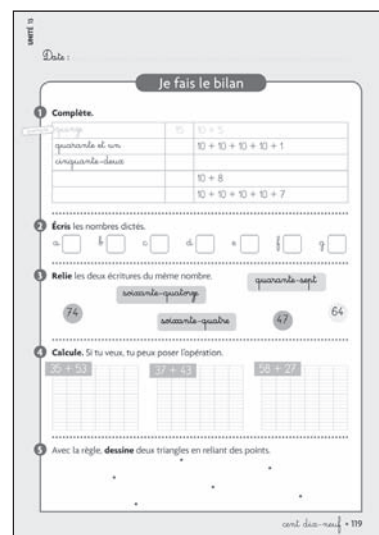 UNITÉ 13
Date :
Je fais le bilan
1 Complète.
quinze 15 10 + 5
quarante et un 10 + 10 + 10 + 10 + 1
cinquante-deux
10 + 8
10 + 10 + 10 + 10 + 7
2 Écris les nombres dictés.
a b c d e f g
3 Relie les deux écritures du même nombre.
soixante-quatorze quarante-sept
74 soixante-quatre 47 64
4 Calcule. Si tu veux, tu peux poser l'opération.
35 + 53 37 + 43 58 + 27
5 Avec la règle, dessine deux triangles en reliant des points.
cent dix-neuf • 119